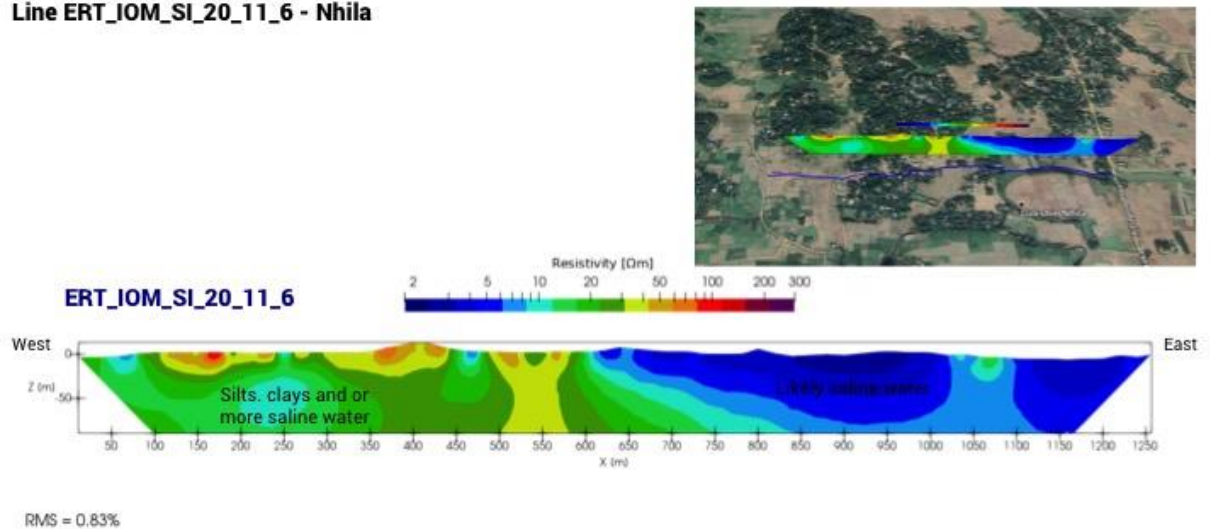 Line ERT_IOM_SI_20_11_6 - Nhila
Resistivity [Ωm]
2 5 10 20 50 100 200 300
ERT_IOM_SI_20_11_6
West
East
0
Z (m)
-50
Silts. clays and or
more saline water
Likely saline water
50 100 150 200 250 300 350 400 450 500 550 600 650 700 750 800 850 900 950 1000 1050 1100 1150 1200 1250
X (m)
RMS = 0.83%